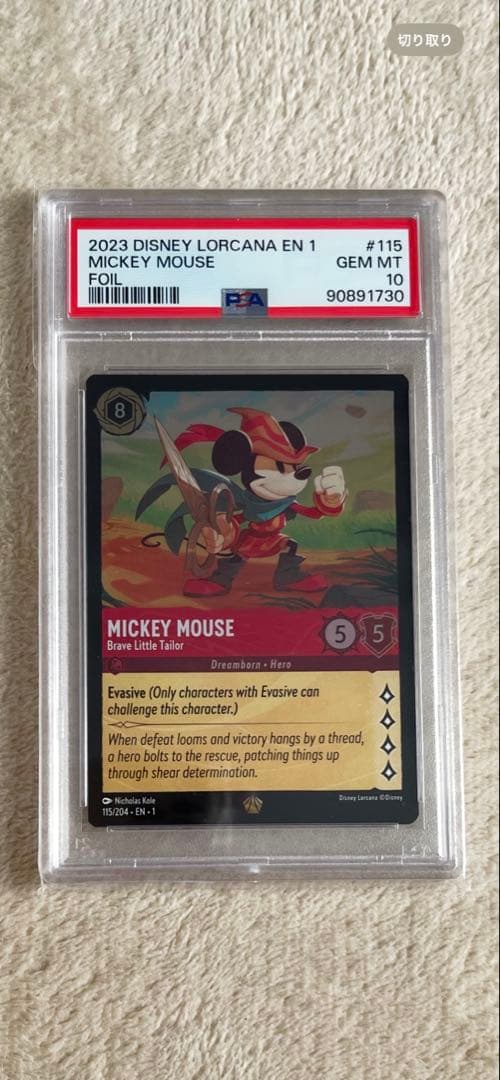 切り取り
2023 DISNEY LORCANA EN 1 #115
MICKEY MOUSE GEM MT
FOIL 10
PSA 90891730
8
MICKEY MOUSE
Brave Little Tailor
5 5
Dreamborn • Hero
Evasive (Only characters with Evasive can
challenge this character.)
When defeat looms and victory hangs by a thread,
a hero bolts to the rescue, patching things up
through shear determination.
Nicholas Kole
Disney Lorcana ©Disney
115/204 • EN • 1